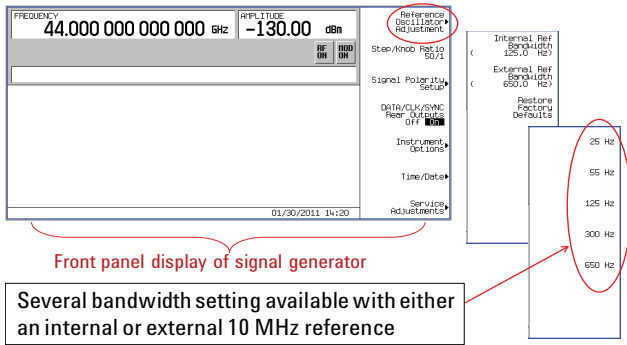 FREQUENCY
44.000 000 000 000 GHz
AMPLITUDE
-130.00 dBm
RF
ON
MOD
ON
01/30/2011 14:20
Reference
Oscillator
Adjustment
Step/Knob Ratio
50/1
Signal Polarity
Setup
DATA/CLK/SYNC
Rear Outputs
Off On
Instrument
Options
Time/Date
Service
Adjustments
Internal Ref
Bandwidth
( 125.0 Hz)
External Ref
Bandwidth
( 650.0 Hz)
Restore
Factory
Defaults
25 Hz
55 Hz
125 Hz
300 Hz
650 Hz
Front panel display of signal generator
Several bandwidth setting available with either
an internal or external 10 MHz reference